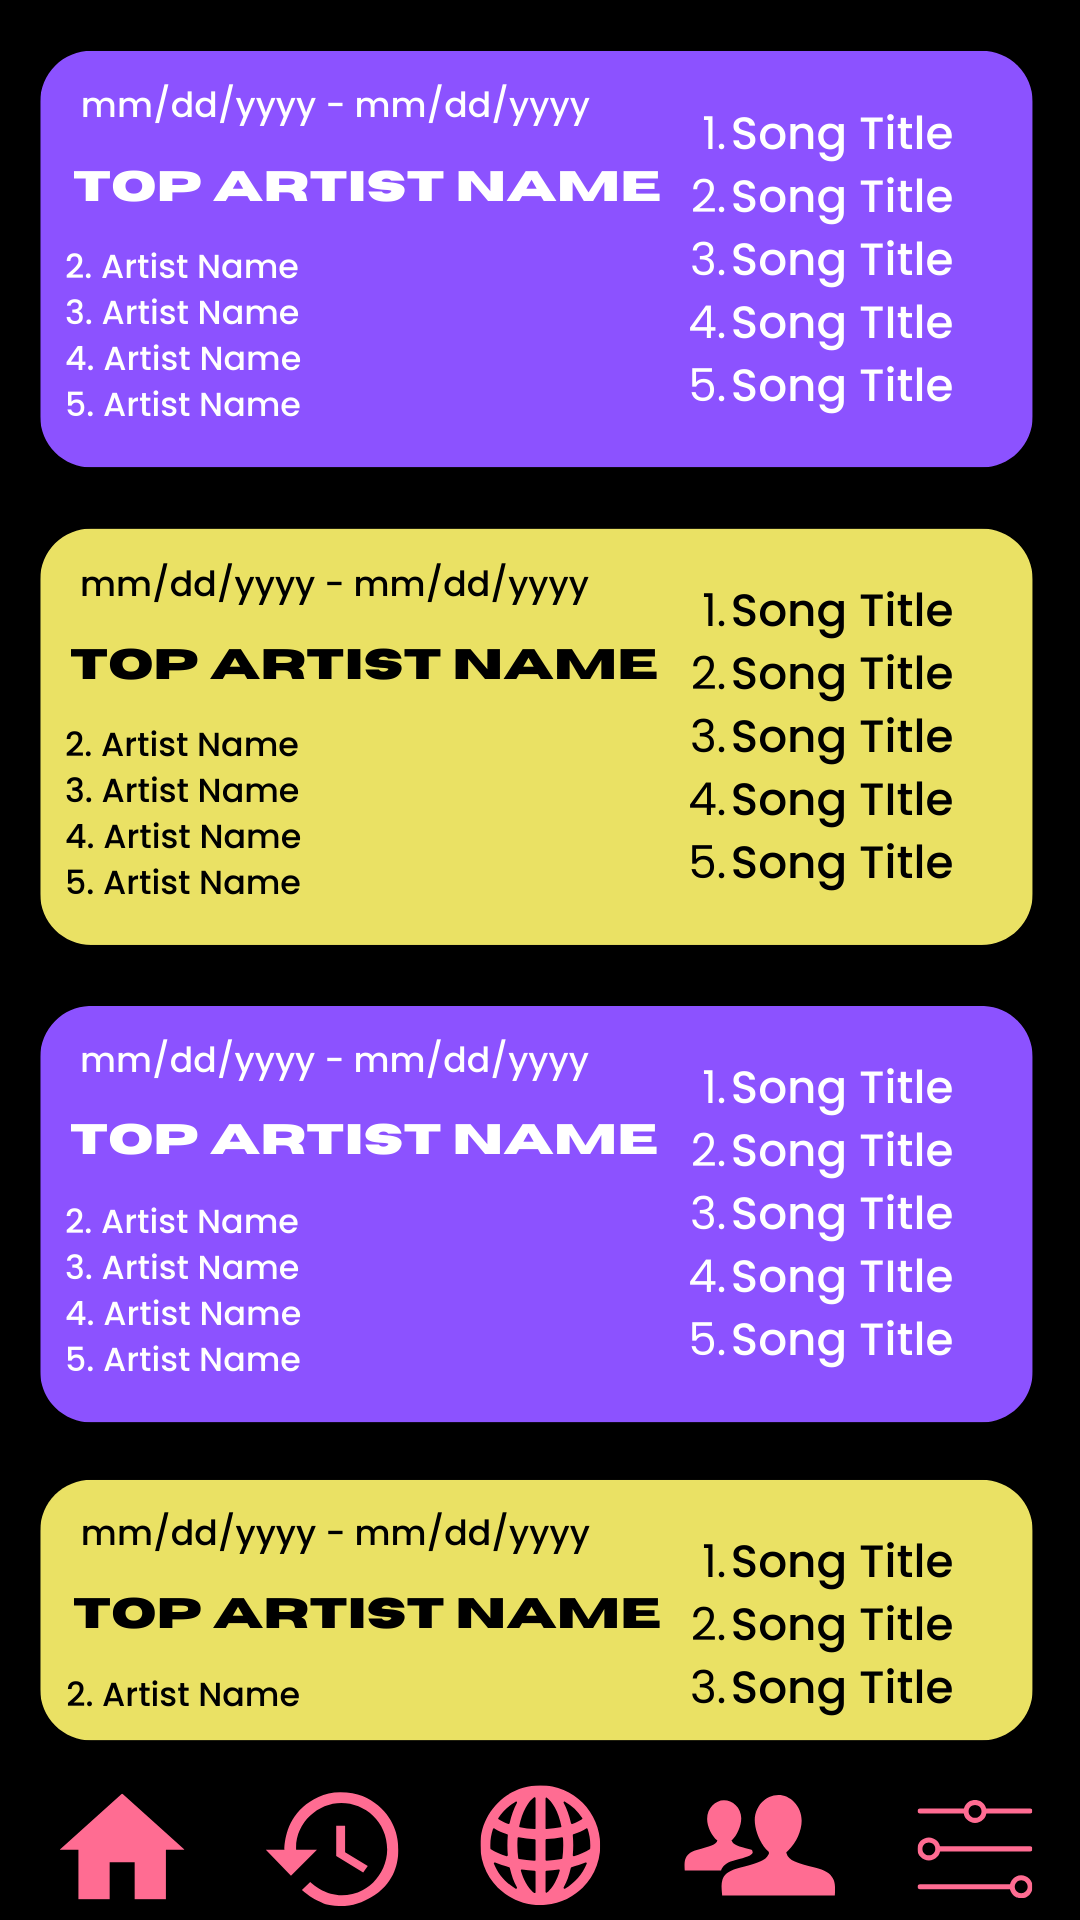 mm/dd/yyyy - mm/dd/yyyy
TOP ARTIST NAME
2. Artist Name
3. Artist Name
4. Artist Name
5. Artist Name
1. Song Title
2. Song Title
3. Song Title
4. Song TItle
5. Song Title
mm/dd/yyyy - mm/dd/yyyy
TOP ARTIST NAME
2. Artist Name
3. Artist Name
4. Artist Name
5. Artist Name
1. Song Title
2. Song Title
3. Song Title
4. Song TItle
5. Song Title
mm/dd/yyyy - mm/dd/yyyy
TOP ARTIST NAME
2. Artist Name
3. Artist Name
4. Artist Name
5. Artist Name
1. Song Title
2. Song Title
3. Song Title
4. Song TItle
5. Song Title
mm/dd/yyyy - mm/dd/yyyy
TOP ARTIST NAME
2. Artist Name
1. Song Title
2. Song Title
3. Song Title